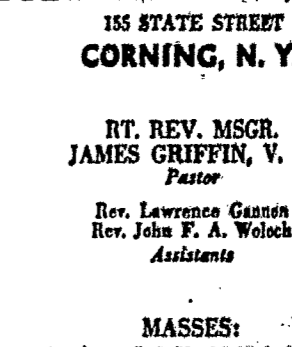 155 STATE STREET
CORNING, N. Y
RT. REV. MSGR.
JAMES GRIFFIN, V.
Pastor
Rev. Lawrence Gannon
Rev. John F. A. Woloch
Assistants
MASSES: